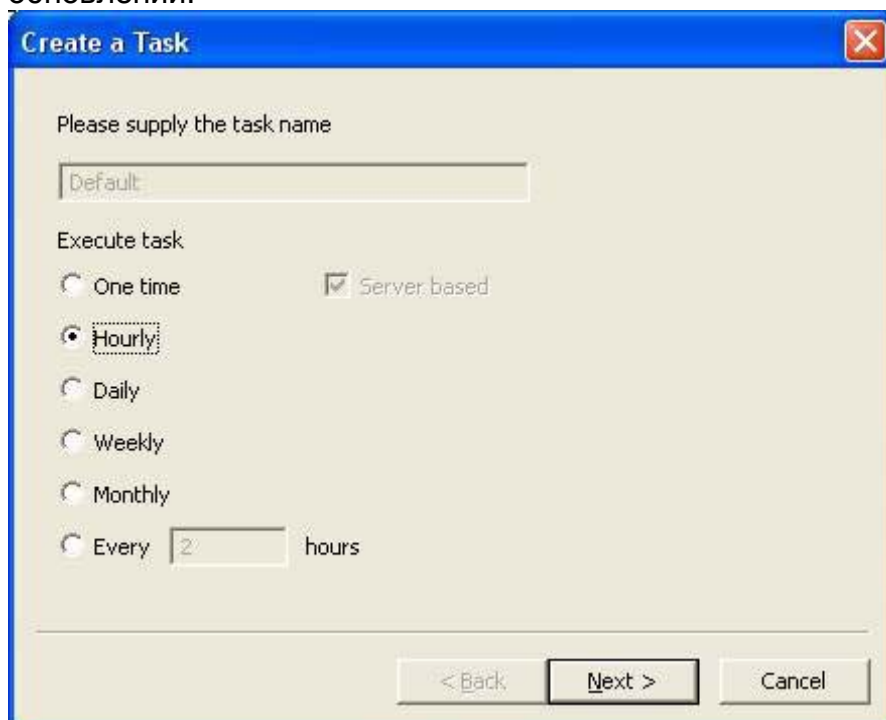 Create a Task
Please supply the task name
Default
Execute task
One time
Server based
Hourly
Daily
Weekly
Monthly
Every 2 hours
< Back
Next >
Cancel